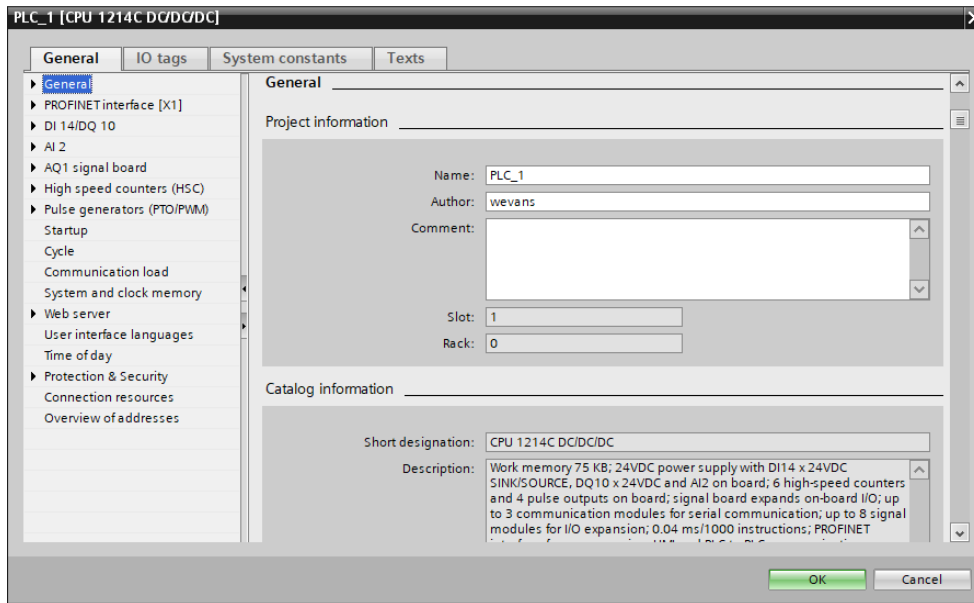 PLC_1 [CPU 1214C DC/DC/DC]
General
IO tags
System constants
Texts
General
PROFINET interface [X1]
DI 14/DQ 10
AI 2
AQ1 signal board
High speed counters (HSC)
Pulse generators (PTO/PWM)
Startup
Cycle
Communication load
System and clock memory
Web server
User interface languages
Time of day
Protection & Security
Connection resources
Overview of addresses
General
Project information
Name: PLC_1
Author: wevans
Comment:
Slot: 1
Rack: 0
Catalog information
Short designation: CPU 1214C DC/DC/DC
Description: Work memory 75 KB; 24VDC power supply with DI14 x 24VDC
SINK/SOURCE, DQ10 x 24VDC and AI2 on board; 6 high-speed counters
and 4 pulse outputs on board; signal board expands on-board I/O; up
to 3 communication modules for serial communication; up to 8 signal
modules for I/O expansion; 0.04 ms/1000 instructions; PROFINET
OK
Cancel